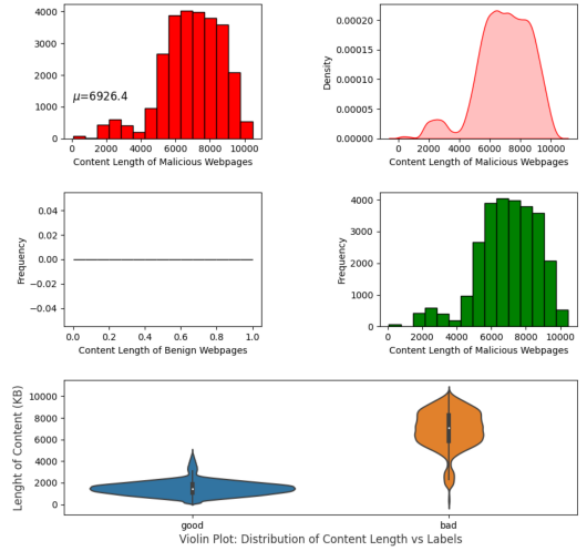 4000
3000
2000
1000
0
μ=6926.4
0 2000 4000 6000 8000 10000
Content Length of Malicious Webpages
Density
0.00020
0.00015
0.00010
0.00005
0.00000
0 2000 4000 6000 8000 10000
Content Length of Malicious Webpages
Frequency
0.04
0.02
0.00
−0.02
−0.04
0.0 0.2 0.4 0.6 0.8 1.0
Content Length of Benign Webpages
Frequency
4000
3000
2000
1000
0
0 2000 4000 6000 8000 10000
Content Length of Malicious Webpages
Lenght of Content (KB)
10000
8000
6000
4000
2000
0
good bad
Violin Plot: Distribution of Content Length vs Labels